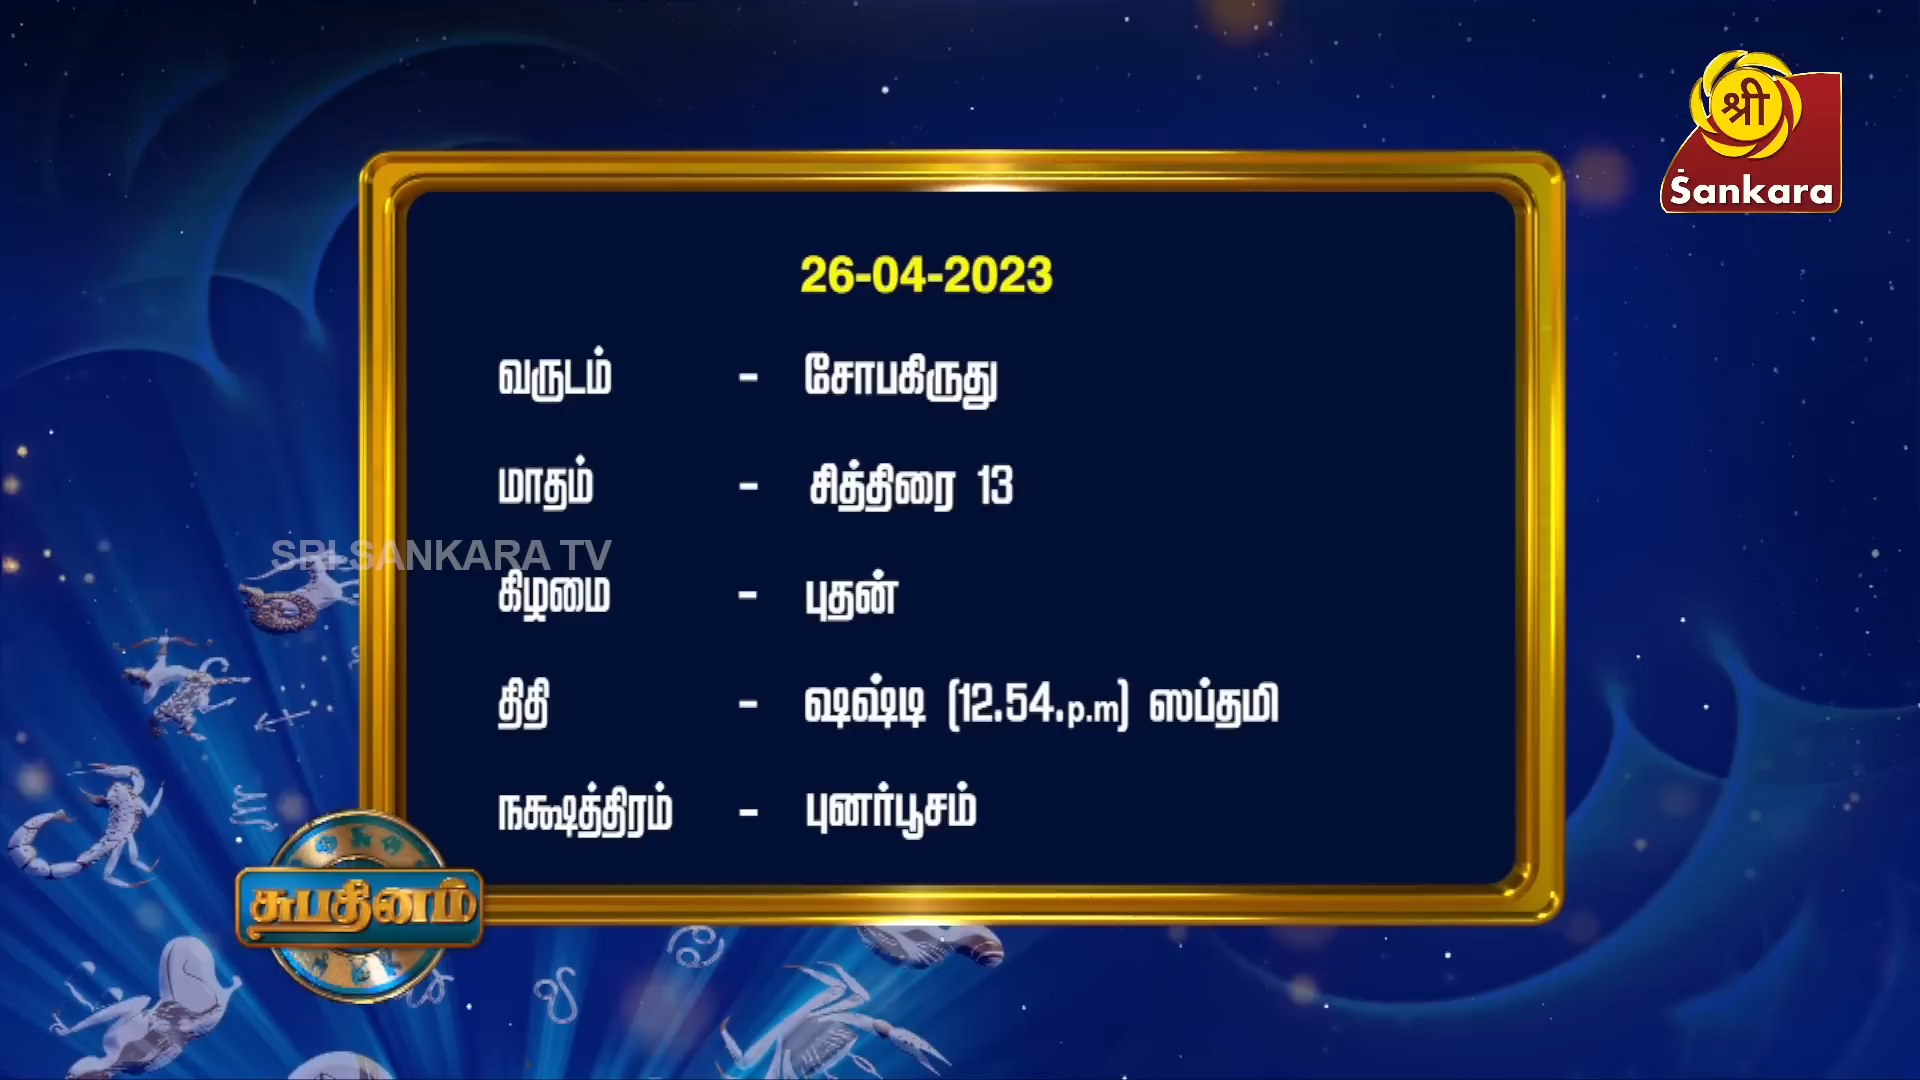 श्री
Sankara
26-04-2023
வருடம் - சோபகிருது
மாதம் - சித்திரை 13
SRI SANKARA TV
கிழமை - புதன்
திதி - ஷஷ்டி (12.54.p.m) ஸப்தமி
நக்ஷத்திரம் - புனர்பூசம்
சுபதினம்